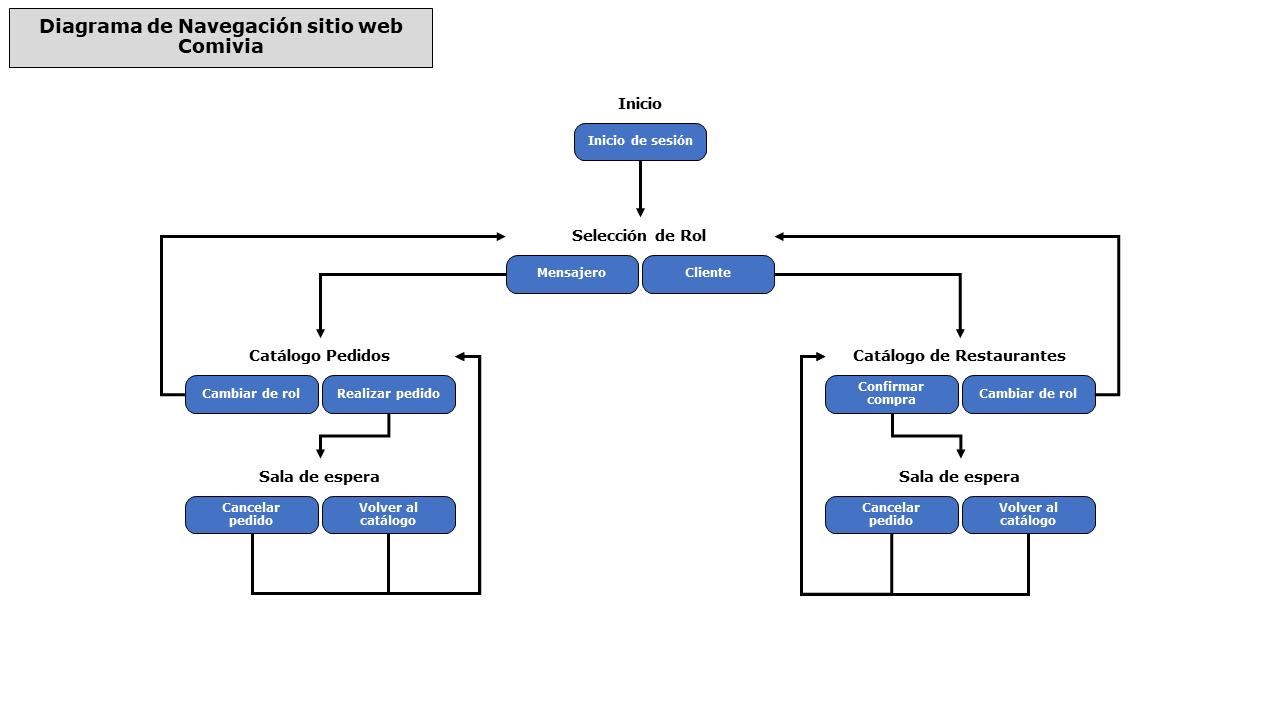 Diagrama de Navegación sitio web
Comivia
Inicio
Inicio de sesión
Selección de Rol
Mensajero
Cliente
Catálogo Pedidos
Cambiar de rol
Realizar pedido
Sala de espera
Cancelar
pedido
Volver al
catálogo
Catálogo de Restaurantes
Confirmar
compra
Cambiar de rol
Sala de espera
Cancelar
pedido
Volver al
catálogo